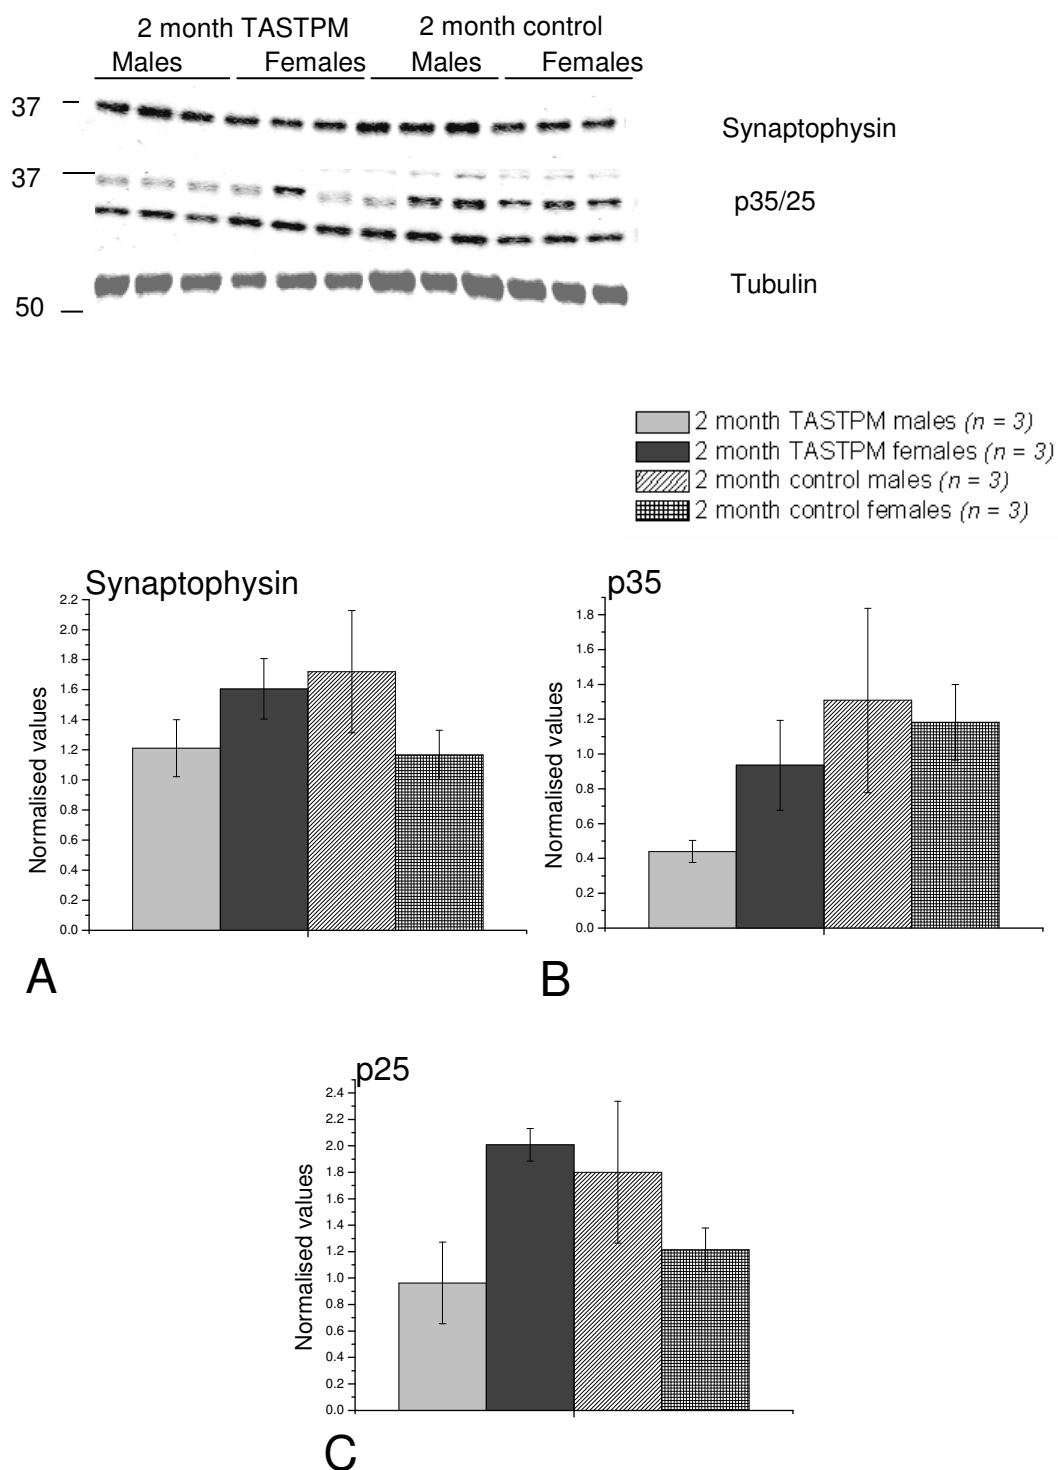 2 month TASTPM 2 month control
Males Females Males Females
37
Synaptophysin
37
p35/25
Tubulin
50
2 month TASTPM males (n = 3)
2 month TASTPM females (n = 3)
2 month control males (n = 3)
2 month control females (n = 3)
Synaptophysin
2.2
2.0
1.8
1.6
1.4
1.2
1.0
0.8
0.6
0.4
0.2
0.0
Normalised values
A
p35
1.8
1.6
1.4
1.2
1.0
0.8
0.6
0.4
0.2
0.0
Normalised values
B
p25
2.4
2.2
2.0
1.8
1.6
1.4
1.2
1.0
0.8
0.6
0.4
0.2
0.0
Normalised values
C